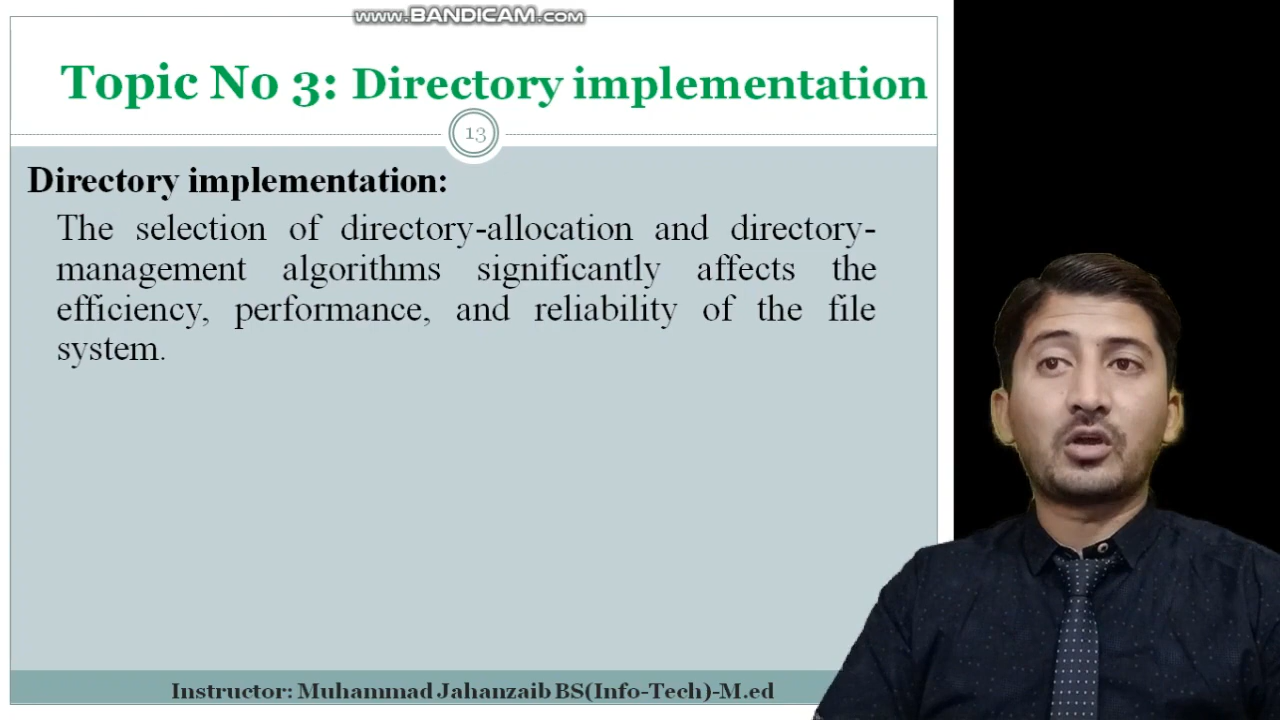 www.BANDICAM.com
Topic No 3: Directory implementation
13
Directory implementation:
The selection of directory-allocation and directory-
management algorithms significantly affects the
efficiency, performance, and reliability of the file
system.
Instructor: Muhammad Jahanzaib BS(Info-Tech)-M.ed